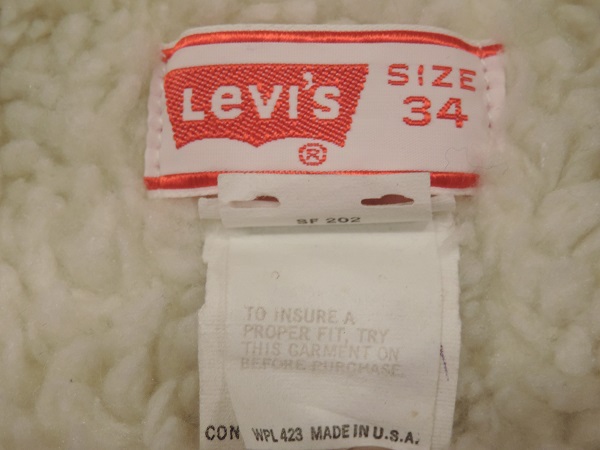 Levi's
®
SIZE
34
SF 202
TO INSURE A
PROPER FIT, TRY
THIS GARMENT ON
BEFORE PURCHASE.
CON WPL 423 MADE IN U.S.A.